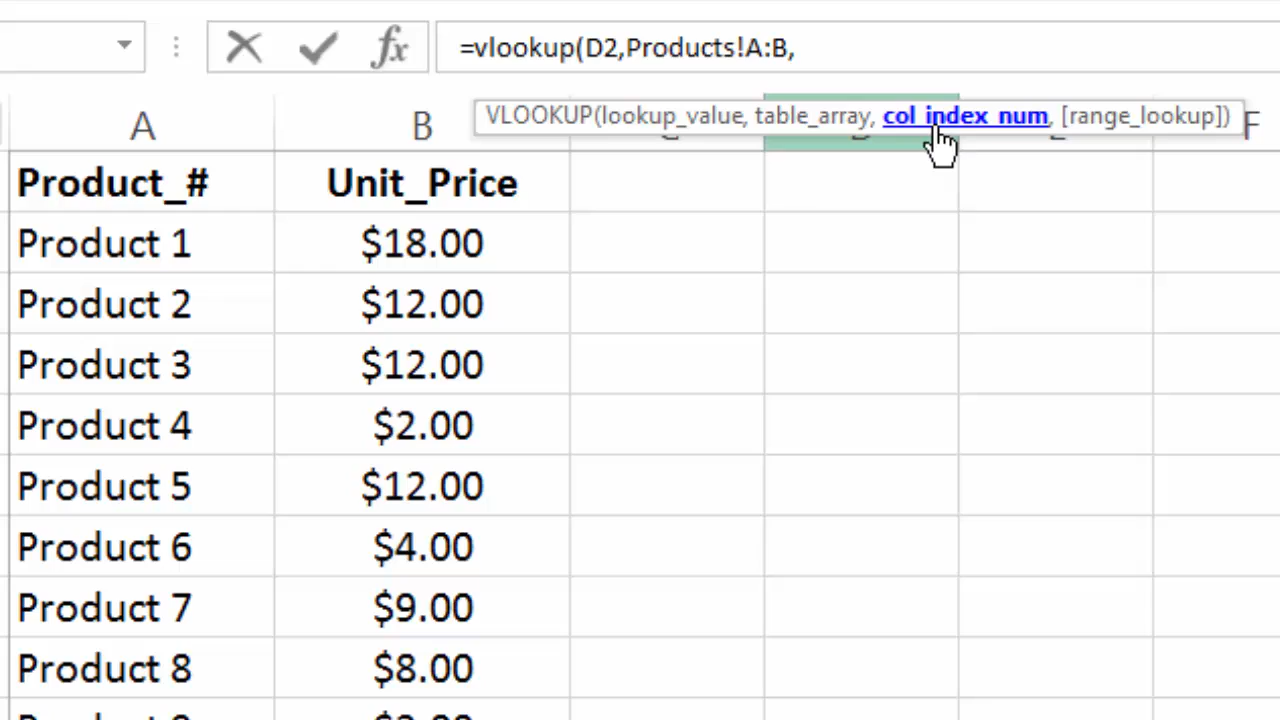 fx =vlookup(D2,Products!A:B,
VLOOKUP(lookup_value, table_array, col_index_num, [range_lookup])
A B F
Product_# Unit_Price
Product 1 $18.00
Product 2 $12.00
Product 3 $12.00
Product 4 $2.00
Product 5 $12.00
Product 6 $4.00
Product 7 $9.00
Product 8 $8.00